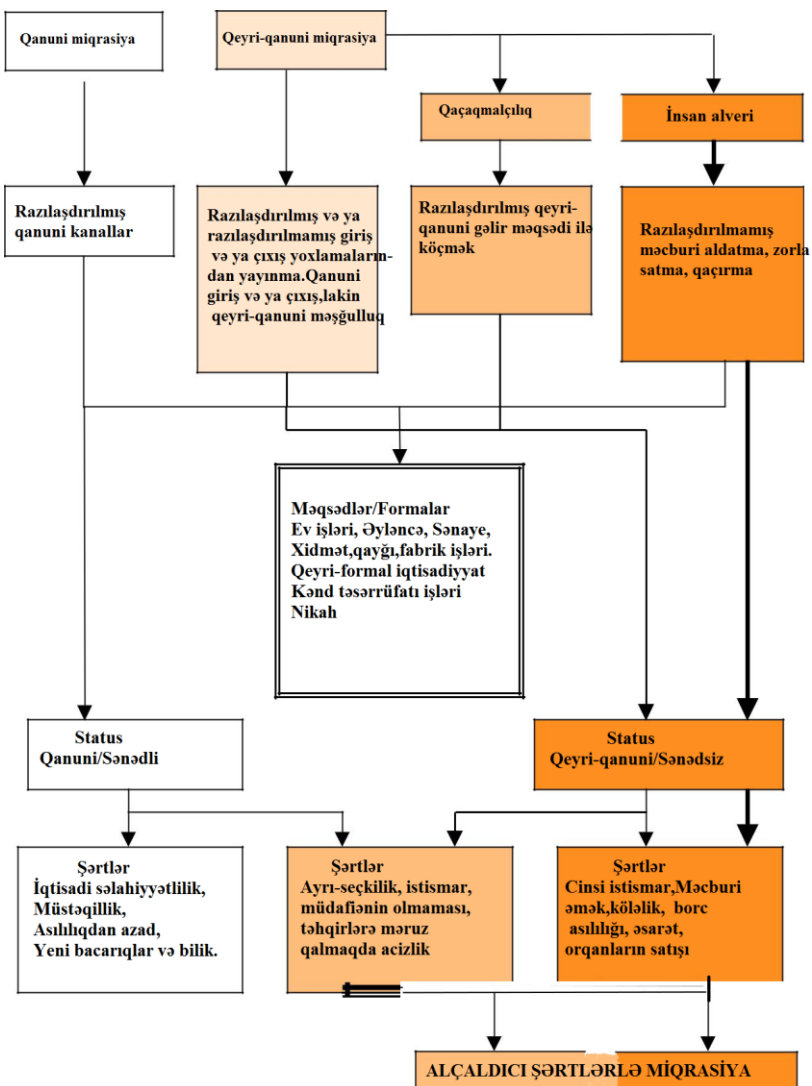 Qanuni miqrasiya
Qeyri-qanuni miqrasiya
Qaçaqmalçılıq
İnsan alveri
Razılaşdırılmış
qanuni kanallar
Razılaşdırılmış və ya
razılaşdırılmamış giriş
və ya çıxış yoxlamaların-
dan yayınma.Qanuni
giriş və ya çıxış,lakin
qeyri-qanuni məşğulluq
Razılaşdırılmış qeyri-
qanuni gəlir məqsədi ilə
köçmək
Razılaşdırılmamış
məcburi aldatma, zorla
satma, qaçırma
Məqsədlər/Formalar
Ev işləri, Əyləncə, Sənaye,
Xidmət,qayğı,fabrik işləri.
Qeyri-formal iqtisadiyyat
Kənd təsərrüfatı işləri
Nikah
Status
Qanuni/Sənədli
Status
Qeyri-qanuni/Sənədsiz
Şərtlər
İqtisadi səlahiyyətlilik,
Müstəqillik,
Asılılıqdan azad,
Yeni bacarıqlar və bilik.
Şərtlər
Ayrı-seçkilik, istismar,
müdafiənin olmaması,
təhqirlərə məruz
qalmaqda acizlik
Şərtlər
Cinsi istismar,Məcburi
əmək,köləlik, borc
asılılığı, əsarət,
orqanların satışı
ALÇALDICI ŞƏRTLƏRLƏ MİQRASİYA